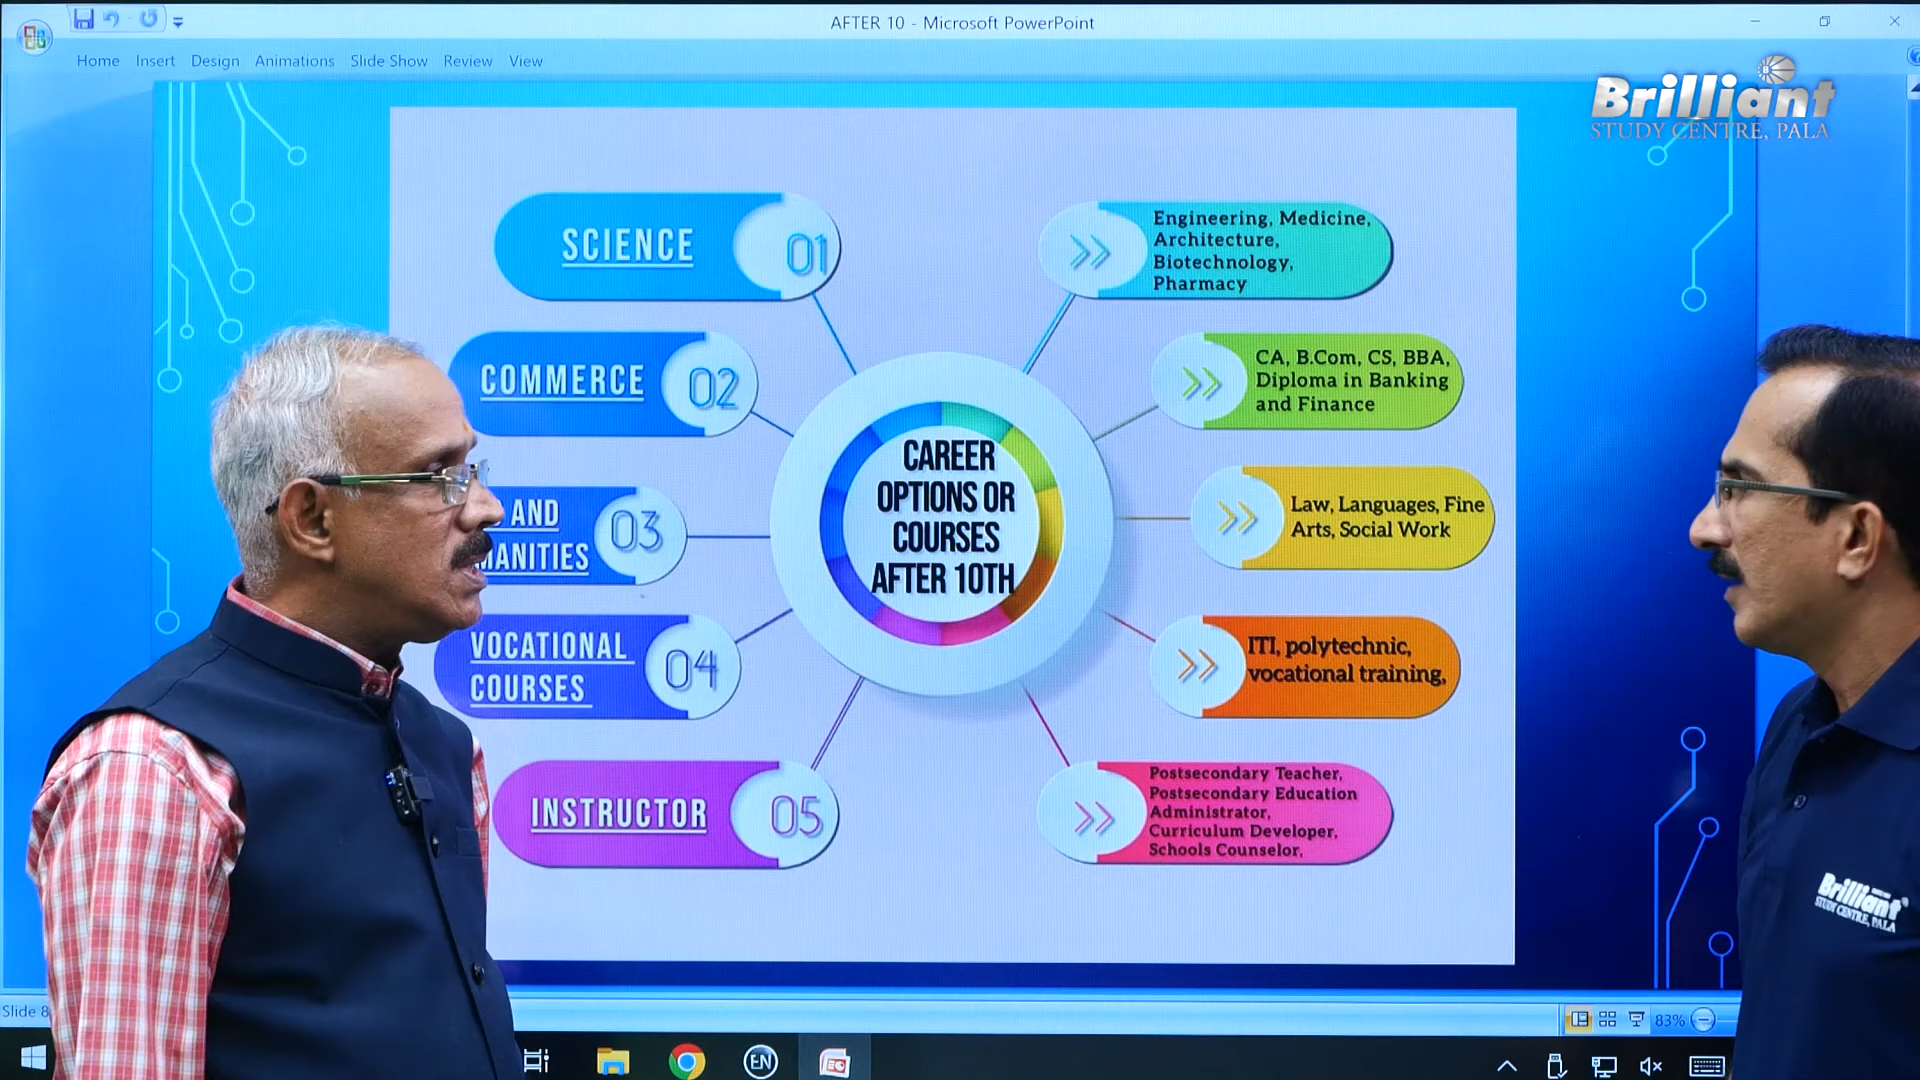 AFTER 10 - Microsoft PowerPoint
Home Insert Design Animations Slide Show Review View
Brilliant
STUDY CENTRE, PALA
SCIENCE 01
Engineering, Medicine,
Architecture,
Biotechnology,
Pharmacy
COMMERCE 02
CA, B.Com, CS, BBA,
Diploma in Banking
and Finance
AND
MANITIES
03
Law, Languages, Fine
Arts, Social Work
CAREER
OPTIONS OR
COURSES
AFTER 10TH
VOCATIONAL
COURSES
04
ITI, polytechnic,
vocational training,
INSTRUCTOR 05
Postsecondary Teacher,
Postsecondary Education
Administrator,
Curriculum Developer,
Schools Counselor,
Brilliant
STUDY CENTRE, PALA
Slide 8
83%
EN